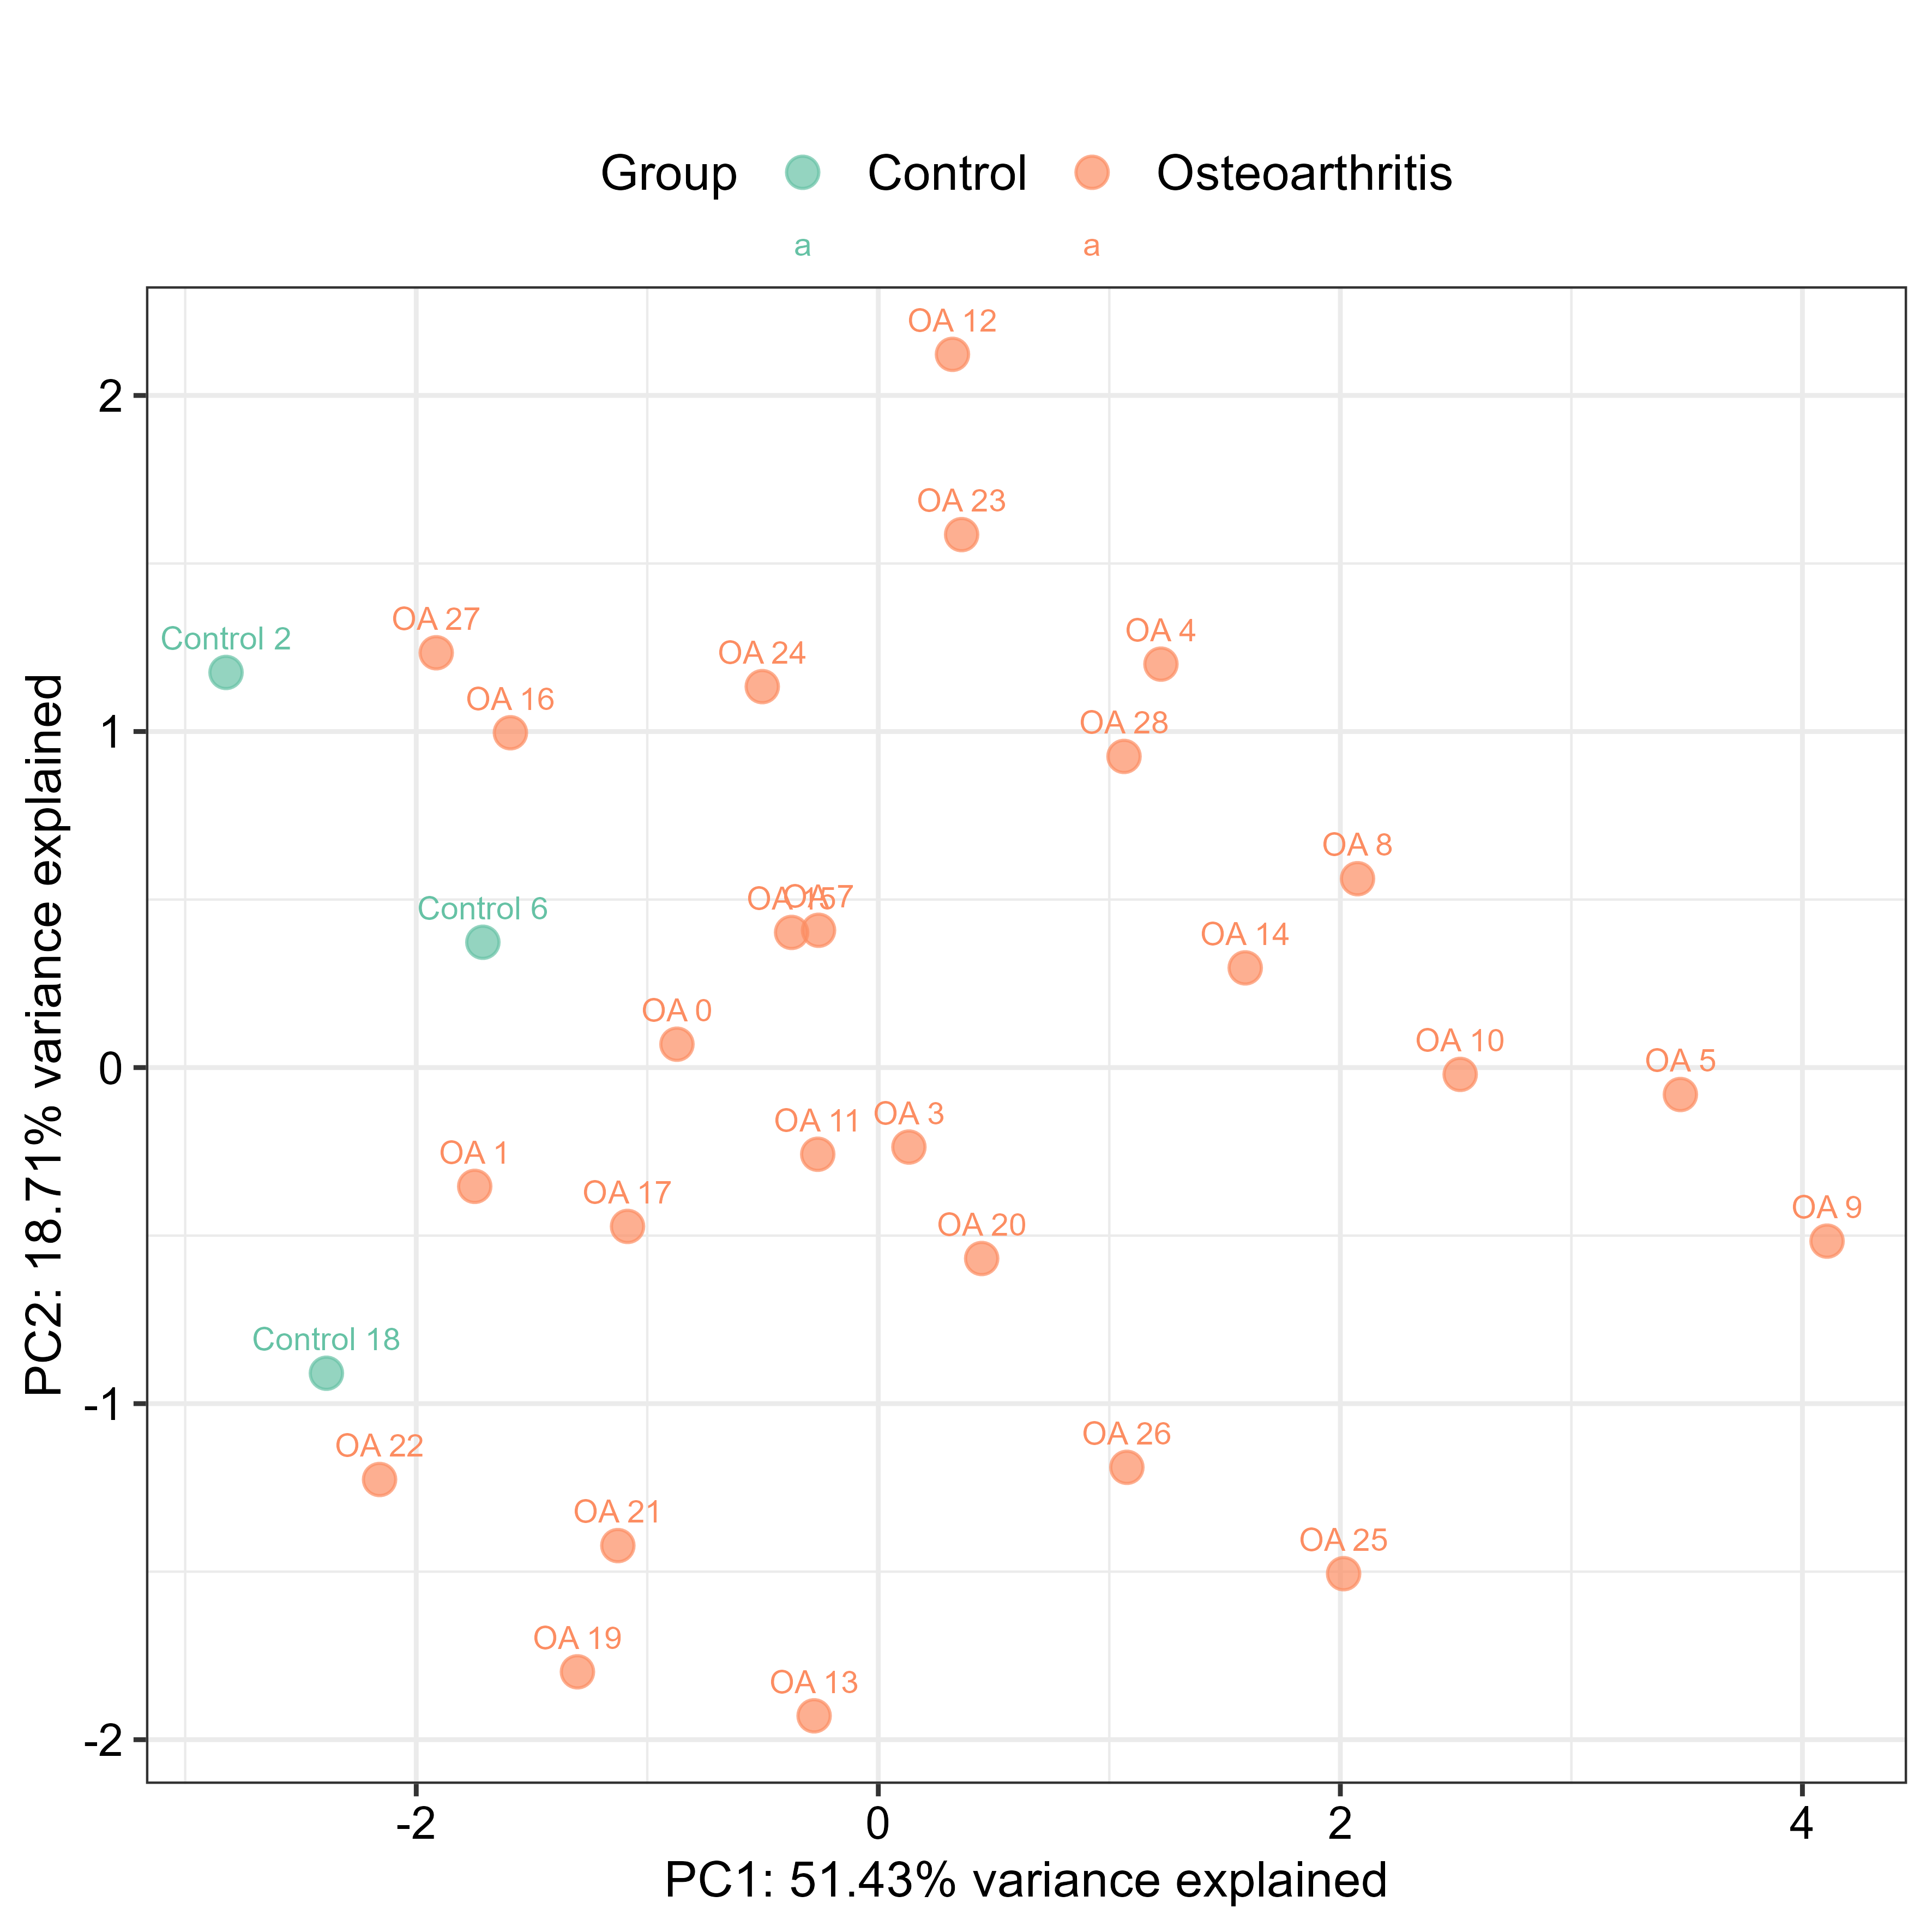 Group Control Osteoarthritis
a a
OA 12
OA 23
OA 27
OA 4
Control 2
OA 24
OA 16
OA 28
OA 8
OA 15
OA 7
Control 6
OA 14
OA 0
OA 10
OA 5
OA 11
OA 3
OA 1
OA 17
OA 9
OA 20
Control 18
OA 22
OA 26
OA 21
OA 25
OA 19
OA 13
2
1
0
-1
-2
PC2: 18.71% variance explained
-2 0 2 4
PC1: 51.43% variance explained